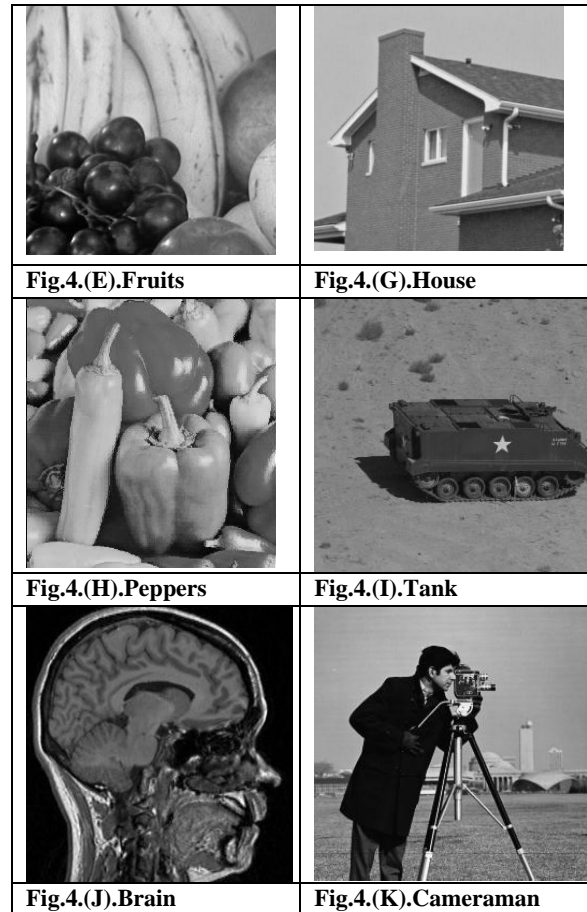 Fig.4.(E).Fruits
Fig.4.(G).House
Fig.4.(H).Peppers
Fig.4.(I).Tank
Fig.4.(J).Brain
Fig.4.(K).Cameraman